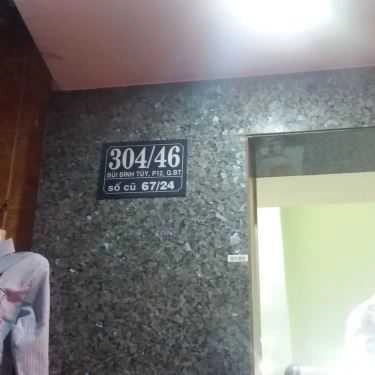 304/46
BÙI ĐÌNH TÚY, P12, Q.BT
số cũ 67/24